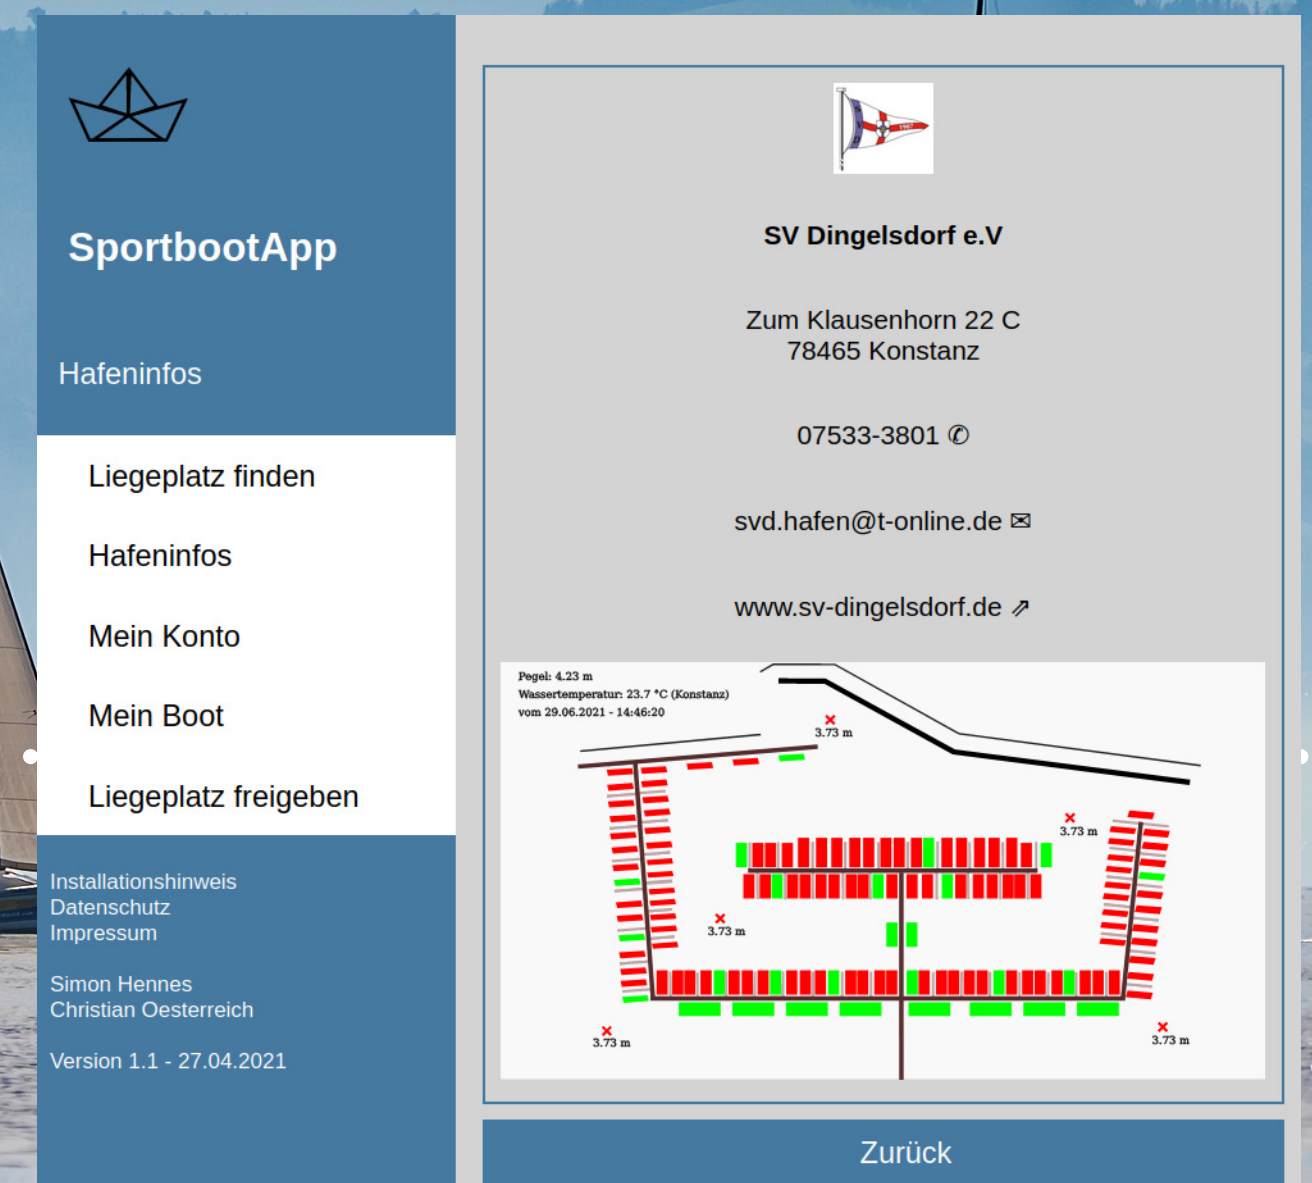 SportbootApp
Hafeninfos
Liegeplatz finden
Hafeninfos
Mein Konto
Mein Boot
Liegeplatz freigeben
Installationshinweis
Datenschutz
Impressum
Simon Hennes
Christian Oesterreich
Version 1.1 - 27.04.2021
SVD
1907
SV Dingelsdorf e.V
Zum Klausenhorn 22 C
78465 Konstanz
07533-3801 ✆
svd.hafen@t-online.de ✉
www.sv-dingelsdorf.de ⇗
Pegel: 4.23 m
Wassertemperatur: 23.7 °C (Konstanz)
vom 29.06.2021 - 14:46:20
3.73 m
3.73 m
3.73 m
3.73 m
3.73 m
Zurück